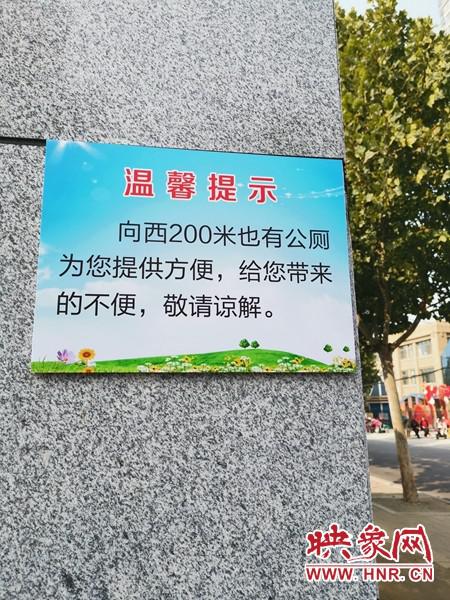 温馨提示
向西200米也有公厕
为您提供方便，给您带来
的不便，敬请谅解。
映象网
WWW.HNR.CN